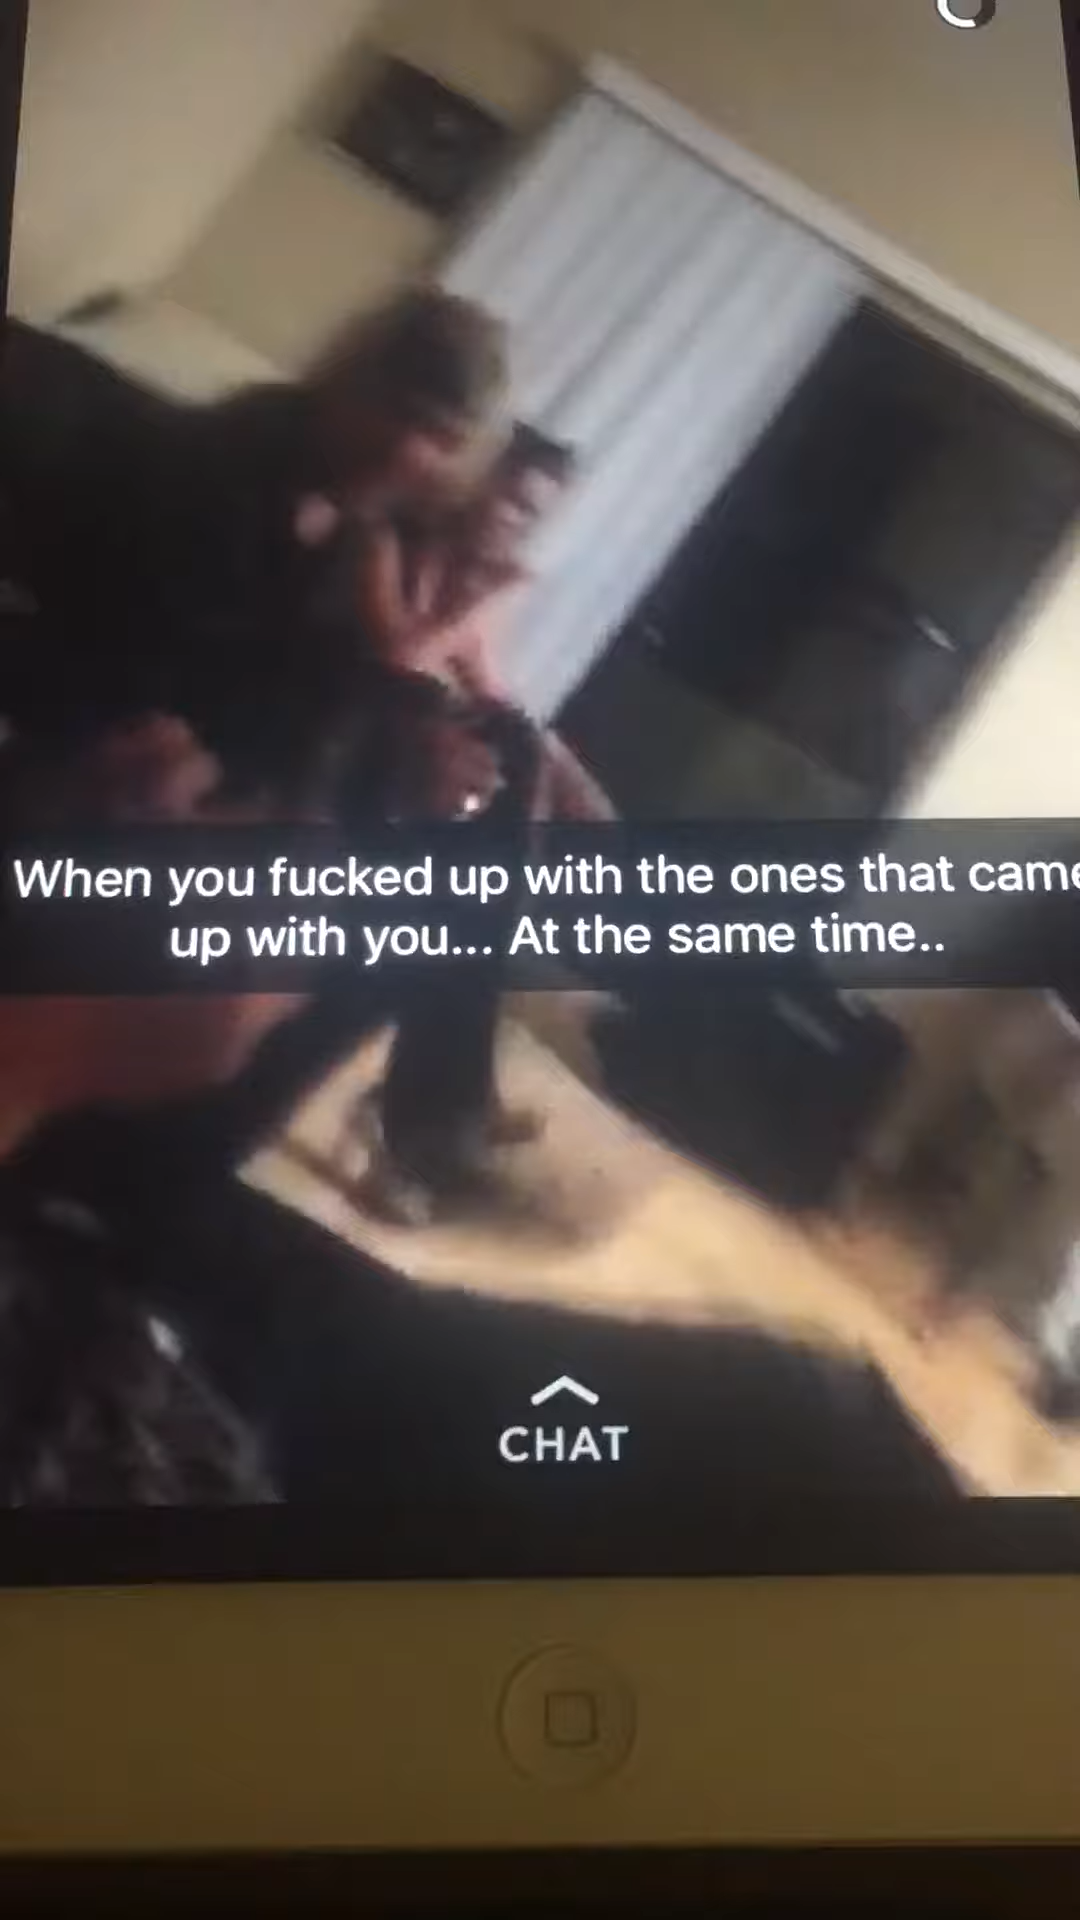 When you fucked up with the ones that came
up with you... At the same time..
CHAT